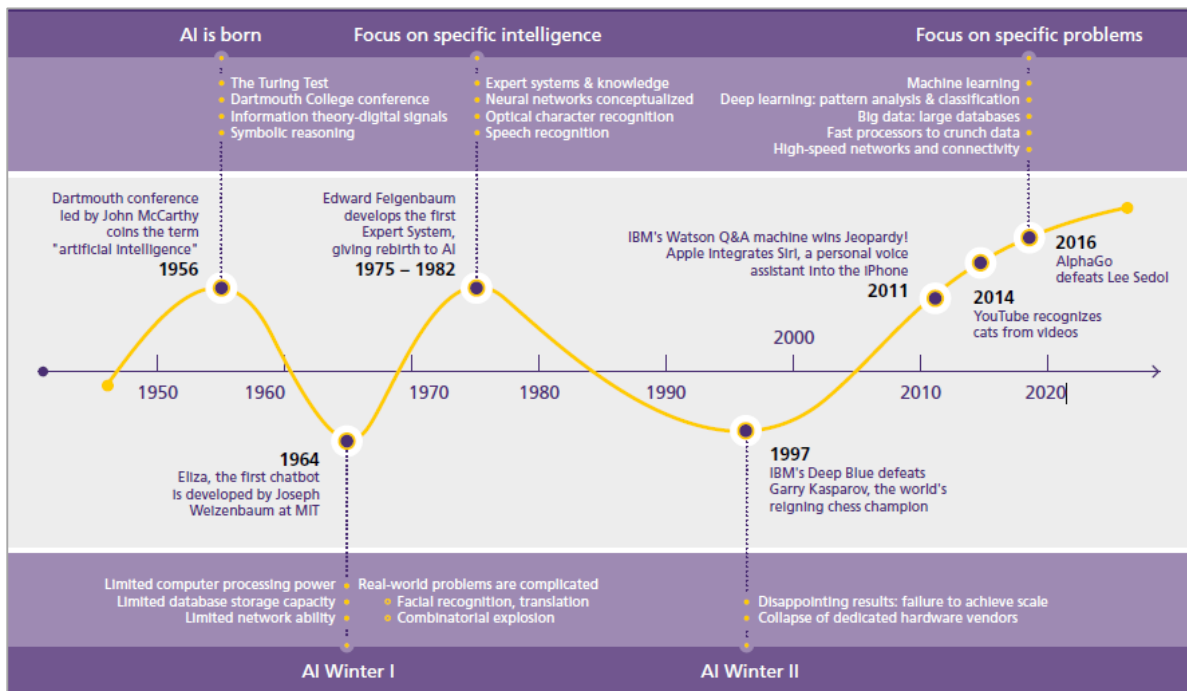 AI is born
Focus on specific intelligence
Focus on specific problems
The Turing Test
Dartmouth College conference
Information theory-digital signals
Symbolic reasoning
Expert systems & knowledge
Neural networks conceptualized
Optical character recognition
Speech recognition
Machine learning
Deep learning: pattern analysis & classification
Big data: large databases
Fast processors to crunch data
High-speed networks and connectivity
Dartmouth conference
led by John McCarthy
coins the term
"artificial intelligence"
1956
Edward Feigenbaum
develops the first
Expert System,
giving rebirth to AI
1975 – 1982
IBM's Watson Q&A machine wins Jeopardy!
Apple integrates Siri, a personal voice
assistant into the iPhone
2011
2014
YouTube recognizes
cats from videos
2016
AlphaGo
defeats Lee Sedol
1950
1960
1970
1980
1990
2000
2010
2020
1964
Eliza, the first chatbot
is developed by Joseph
Weizenbaum at MIT
1997
IBM's Deep Blue defeats
Garry Kasparov, the world's
reigning chess champion
Limited computer processing power
Limited database storage capacity
Limited network ability
Real-world problems are complicated
Facial recognition, translation
Combinatorial explosion
Disappointing results: failure to achieve scale
Collapse of dedicated hardware vendors
AI Winter I
AI Winter II